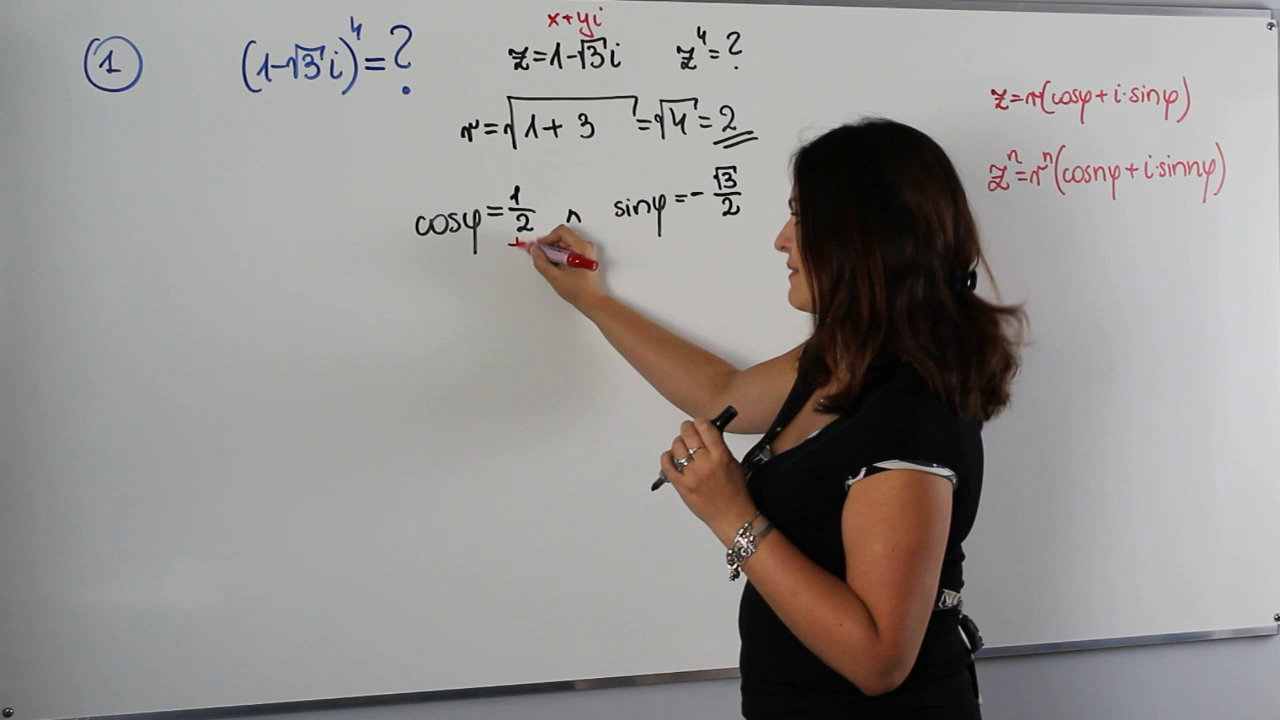 ① (1-√3i)⁴=?
x+yi
z=1-√3i z⁴=?
r=√1+3=√4=2
cosφ=1/2 ∧ sinφ=-√3/2
+
z=r(cosφ+i·sinφ)
zⁿ=rⁿ(cosnφ+i·sinnφ)